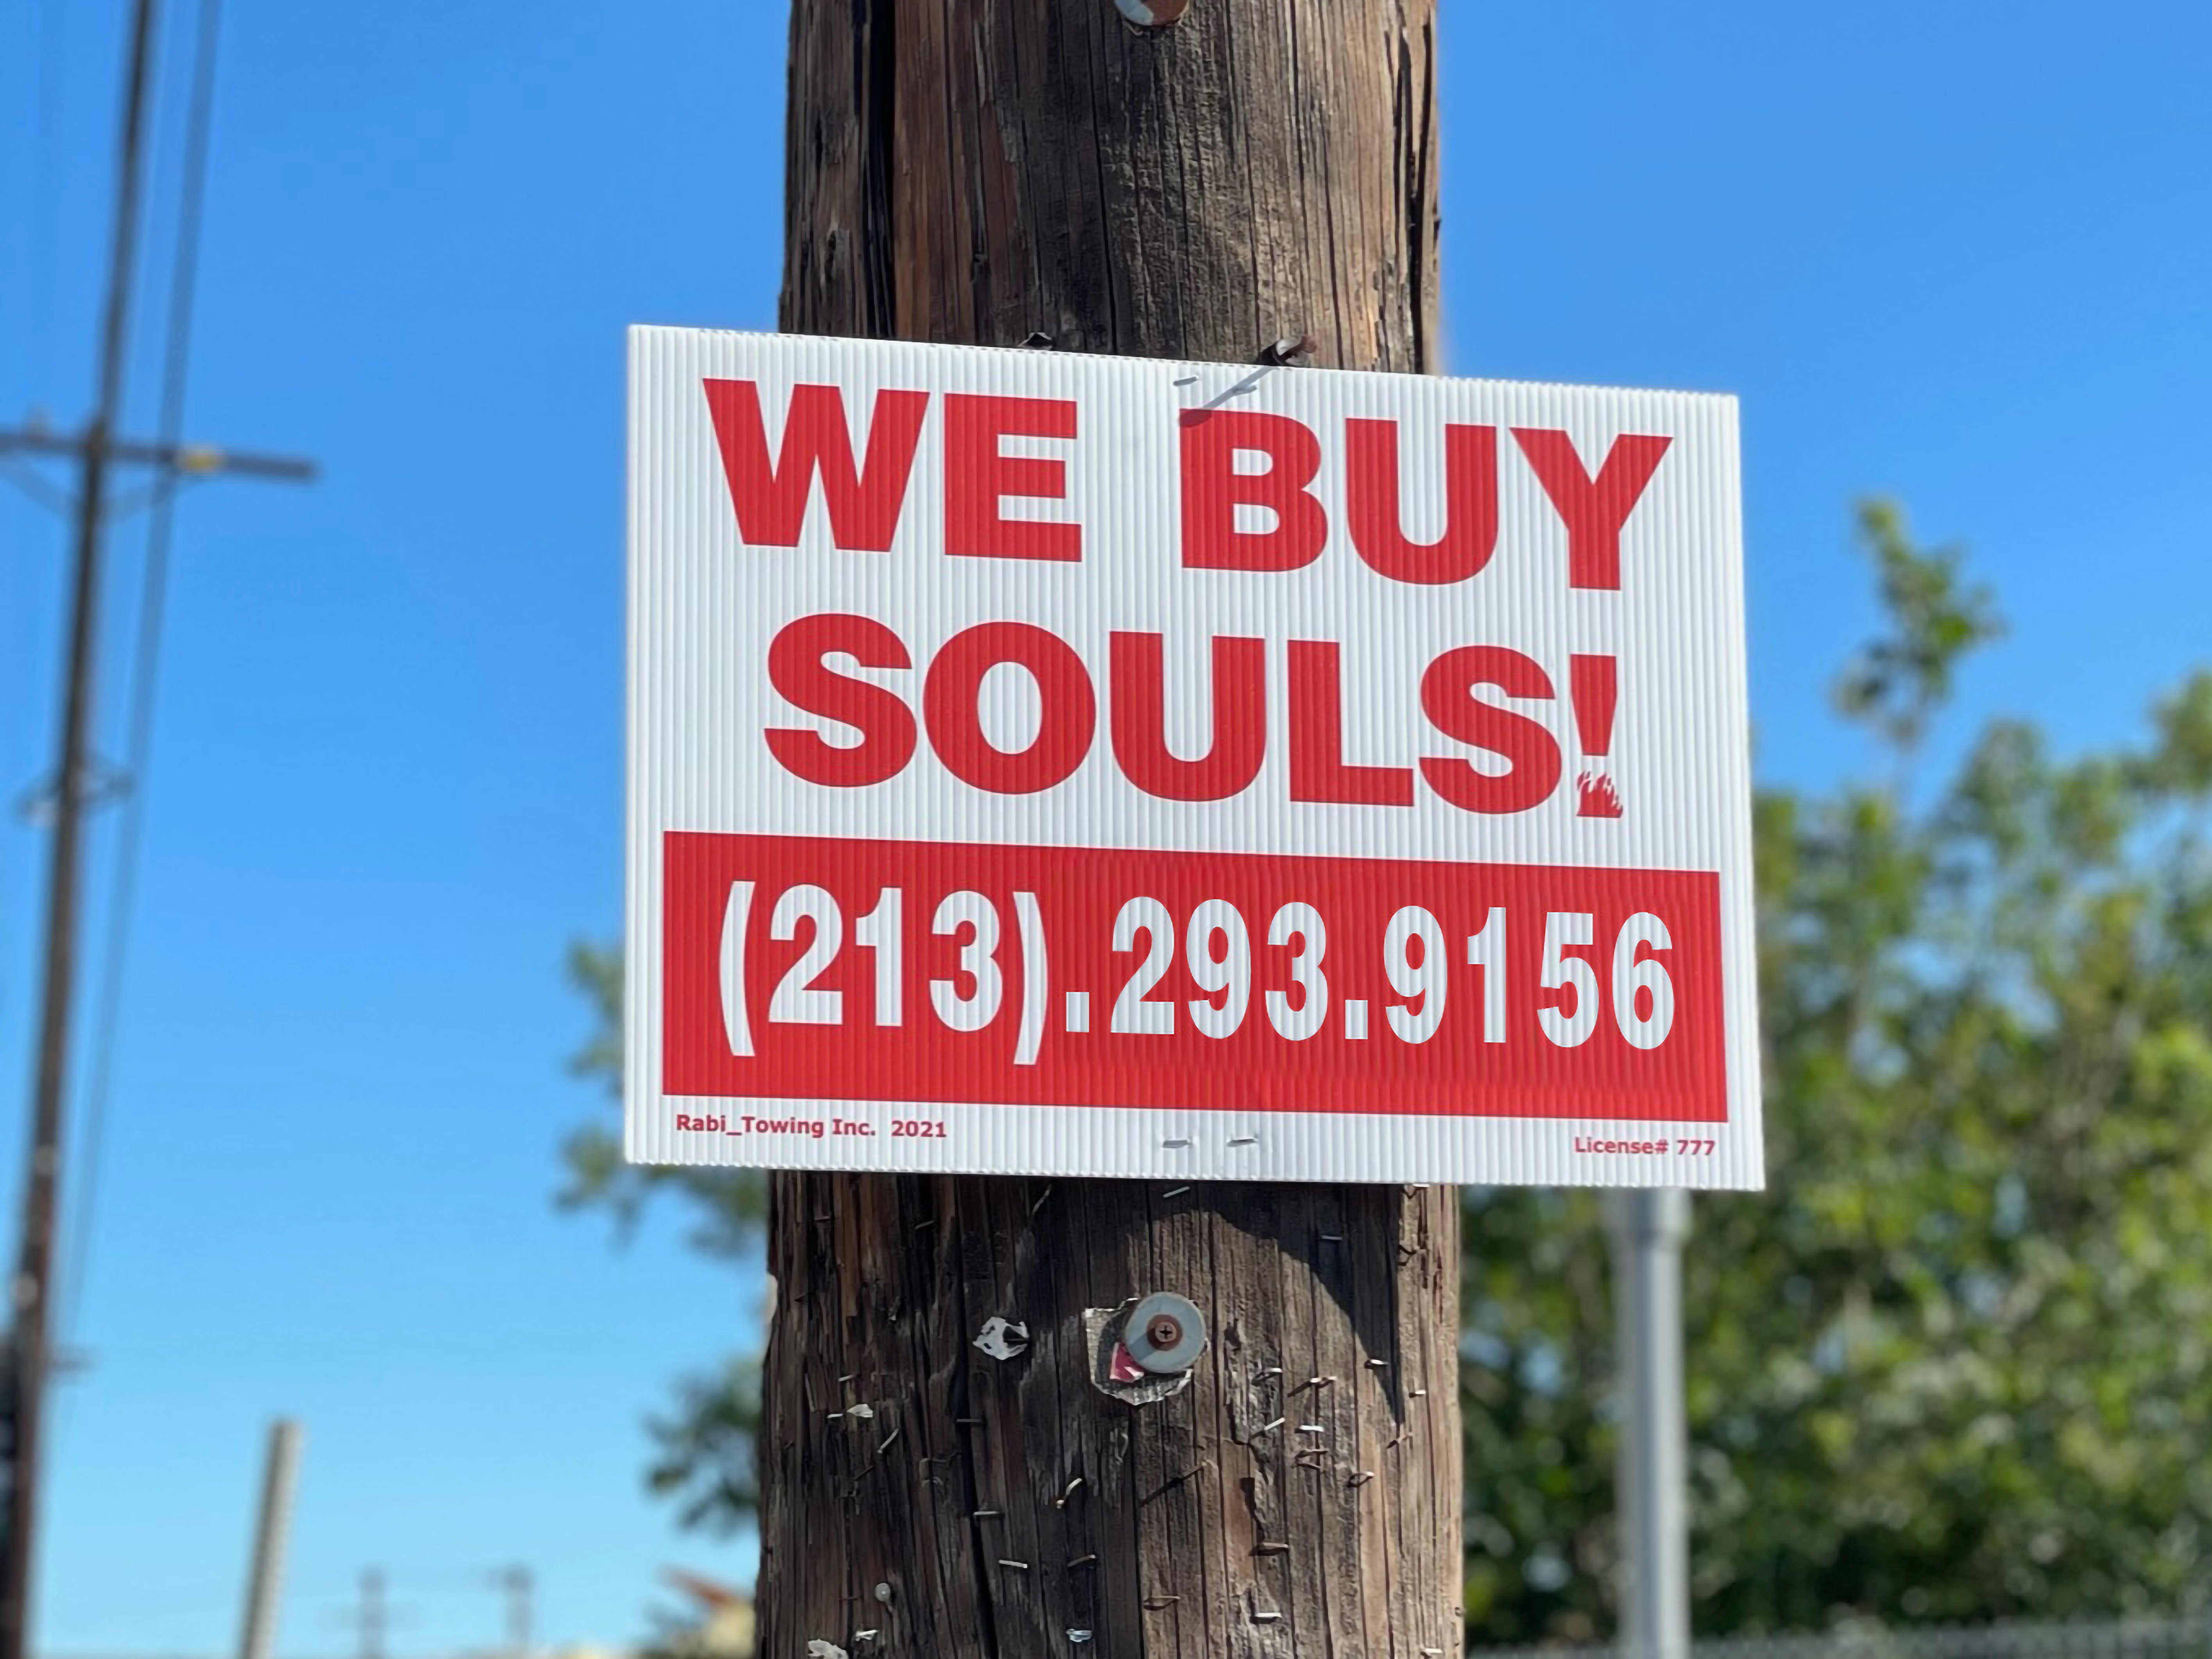 WE BUY
SOULS!
(213).293.9156
Rabi_Towing Inc. 2021
License# 777